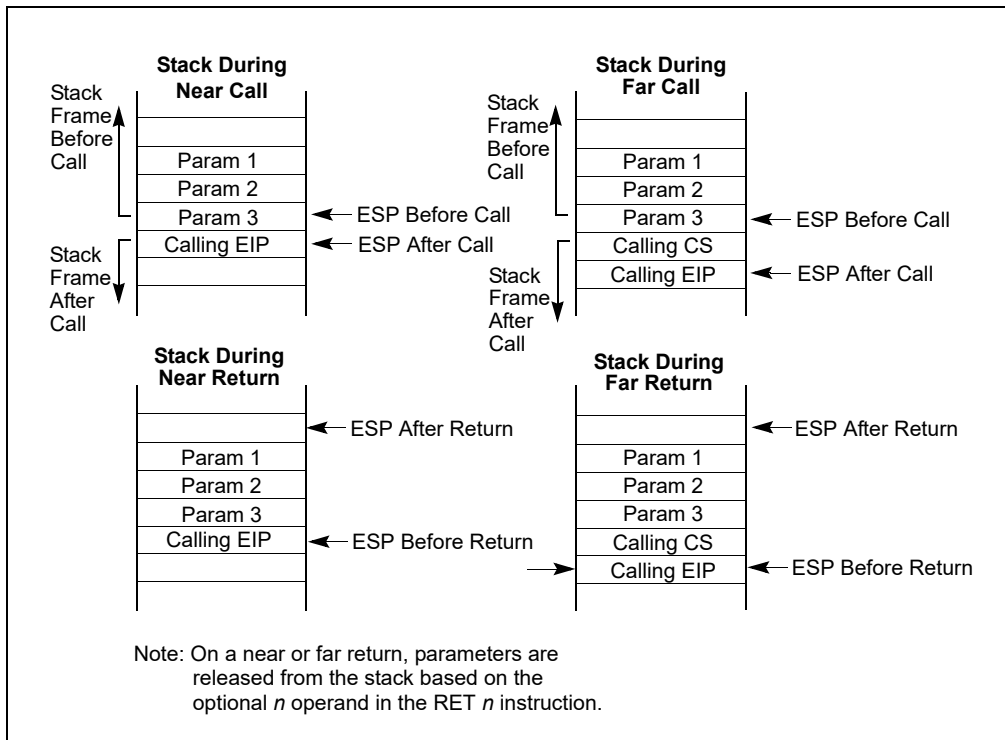 Stack During
Near Call
Stack
Frame
Before
Call
Param 1
Param 2
Param 3
Calling EIP
ESP Before Call
ESP After Call
Stack
Frame
After
Call
Stack During
Far Call
Stack
Frame
Before
Call
Param 1
Param 2
Param 3
Calling CS
Calling EIP
ESP Before Call
ESP After Call
Stack
Frame
After
Call
Stack During
Near Return
ESP After Return
Param 1
Param 2
Param 3
Calling EIP
ESP Before Return
Stack During
Far Return
ESP After Return
Param 1
Param 2
Param 3
Calling CS
Calling EIP
ESP Before Return
Note: On a near or far return, parameters are
released from the stack based on the
optional n operand in the RET n instruction.